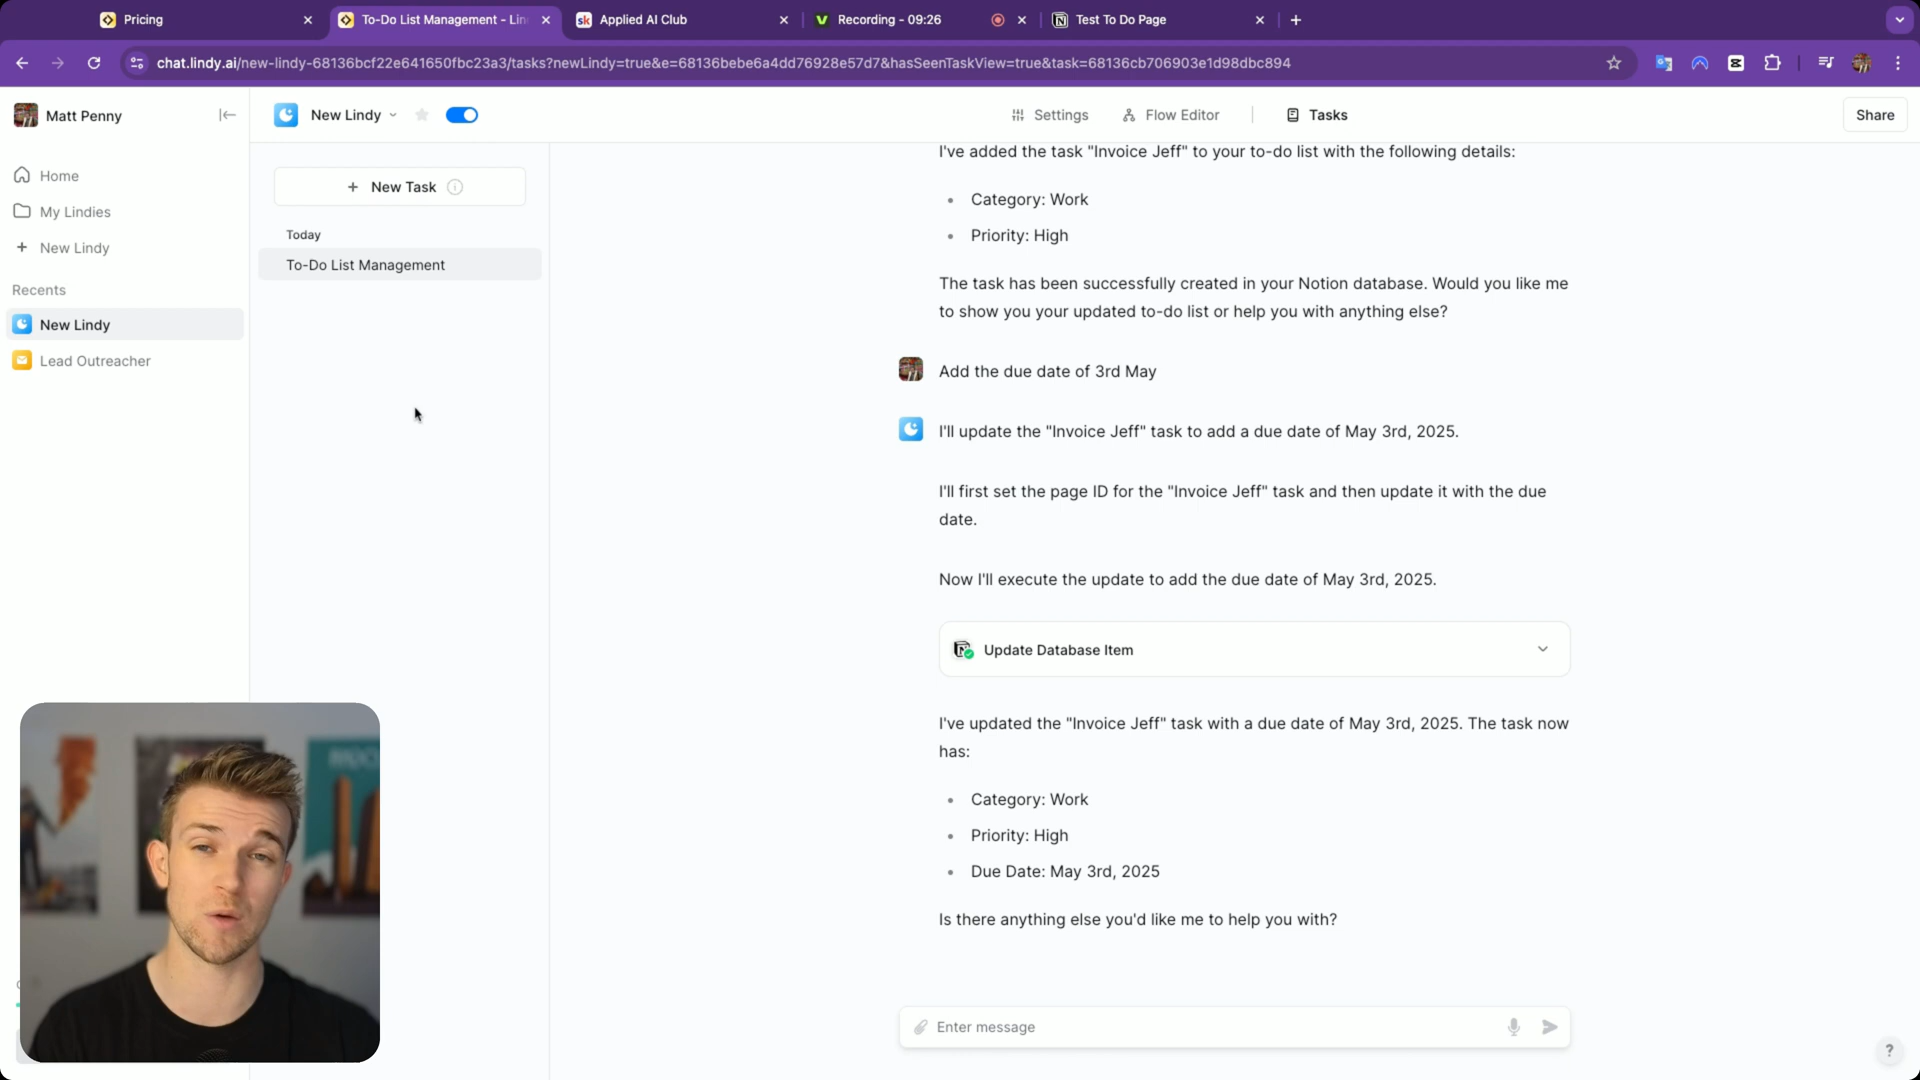 Pricing
To-Do List Management - Lin
Applied AI Club
Recording - 09:26
Test To Do Page
chat.lindy.ai/new-lindy-68136bcf22e641650fbc23a3/tasks?newLindy=true&e=68136bebe6a4dd76928e57d7&hasSeenTaskView=true&task=68136cb706903e1d98dbc894
Matt Penny
New Lindy
Settings
Flow Editor
Tasks
Share
Home
My Lindies
New Lindy
Recents
New Lindy
Lead Outreacher
New Task
Today
To-Do List Management
I've added the task "Invoice Jeff" to your to-do list with the following details:
• Category: Work
• Priority: High
The task has been successfully created in your Notion database. Would you like me
to show you your updated to-do list or help you with anything else?
Add the due date of 3rd May
I'll update the "Invoice Jeff" task to add a due date of May 3rd, 2025.
I'll first set the page ID for the "Invoice Jeff" task and then update it with the due
date.
Now I'll execute the update to add the due date of May 3rd, 2025.
Update Database Item
I've updated the "Invoice Jeff" task with a due date of May 3rd, 2025. The task now
has:
• Category: Work
• Priority: High
• Due Date: May 3rd, 2025
Is there anything else you'd like me to help you with?
Enter message
?